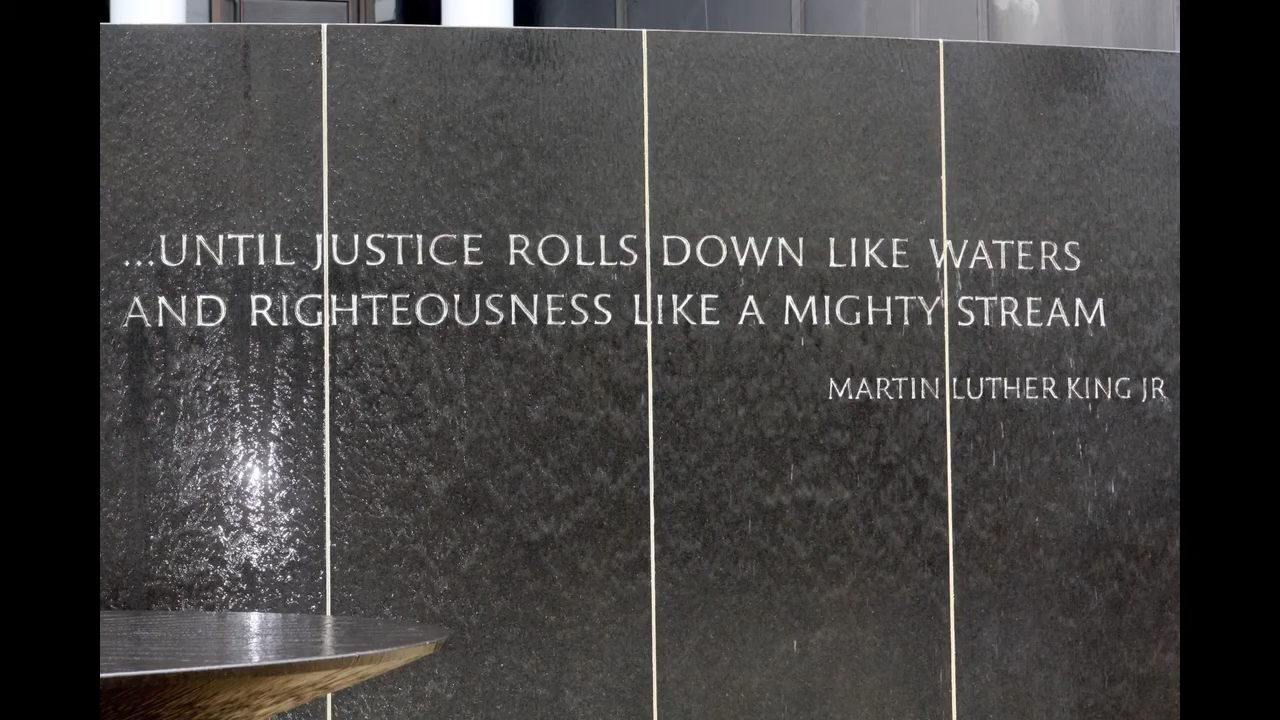 ...UNTIL JUSTICE ROLLS DOWN LIKE WATERS
AND RIGHTEOUSNESS LIKE A MIGHTY STREAM
MARTIN LUTHER KING JR